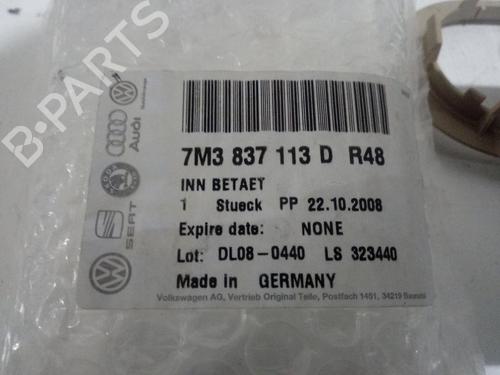 B-PARTS
Audi
SKODA
SEAT
7M3 837 113 D R48
INN BETAET
1 Stueck PP 22.10.2008
Expire date: NONE
Lot: DL08-0440 LS 323440
Made in GERMANY
Volkswagen AG, Vertrieb Original Teile, Postfach 1451, 34219